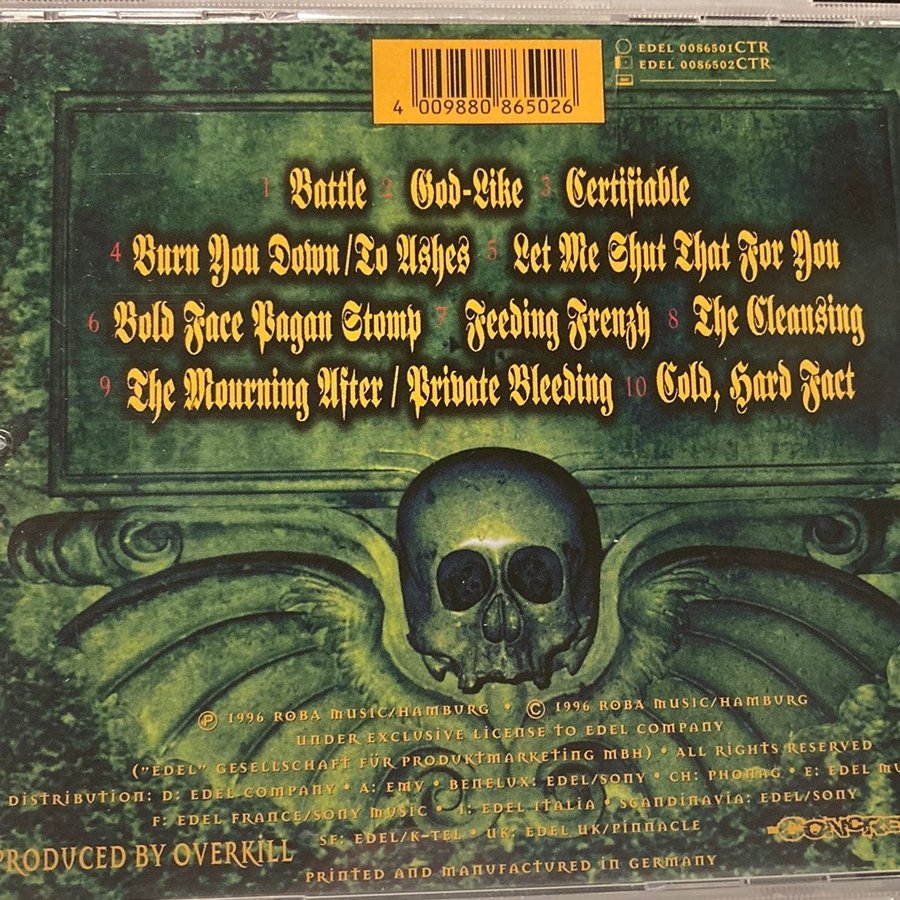 EDEL 0086501CTR
EDEL 0086502CTR
4 009880 865026
1 Battle 2 God-Like 3 Certifiable
4 Burn You Down/To Ashes 5 Let Me Shut That For You
6 Bold Face Pagan Stomp 7 Feeding Frenzy 8 The Cleansing
9 The Mourning After / Private Bleeding 10 Cold, Hard Fact
℗ 1996 ROBA MUSIC/HAMBURG • © 1996 ROBA MUSIC/HAMBURG
UNDER EXCLUSIVE LICENSE TO EDEL COMPANY
("EDEL" GESELLSCHAFT FÜR PRODUKTMARKETING MBH) • ALL RIGHTS RESERVED
DISTRIBUTION: D: EDEL COMPANY • A: EMV • BENELUX: EDEL/SONY • CH: PHONAG • E: EDEL MU
F: EDEL FRANCE/SONY MUSIC • I: EDEL ITALIA • SCANDINAVIA: EDEL/SONY
SF: EDEL/K-TEL • UK: EDEL UK/PINNACLE
CONCRE
PRODUCED BY OVERKILL
PRINTED AND MANUFACTURED IN GERMANY